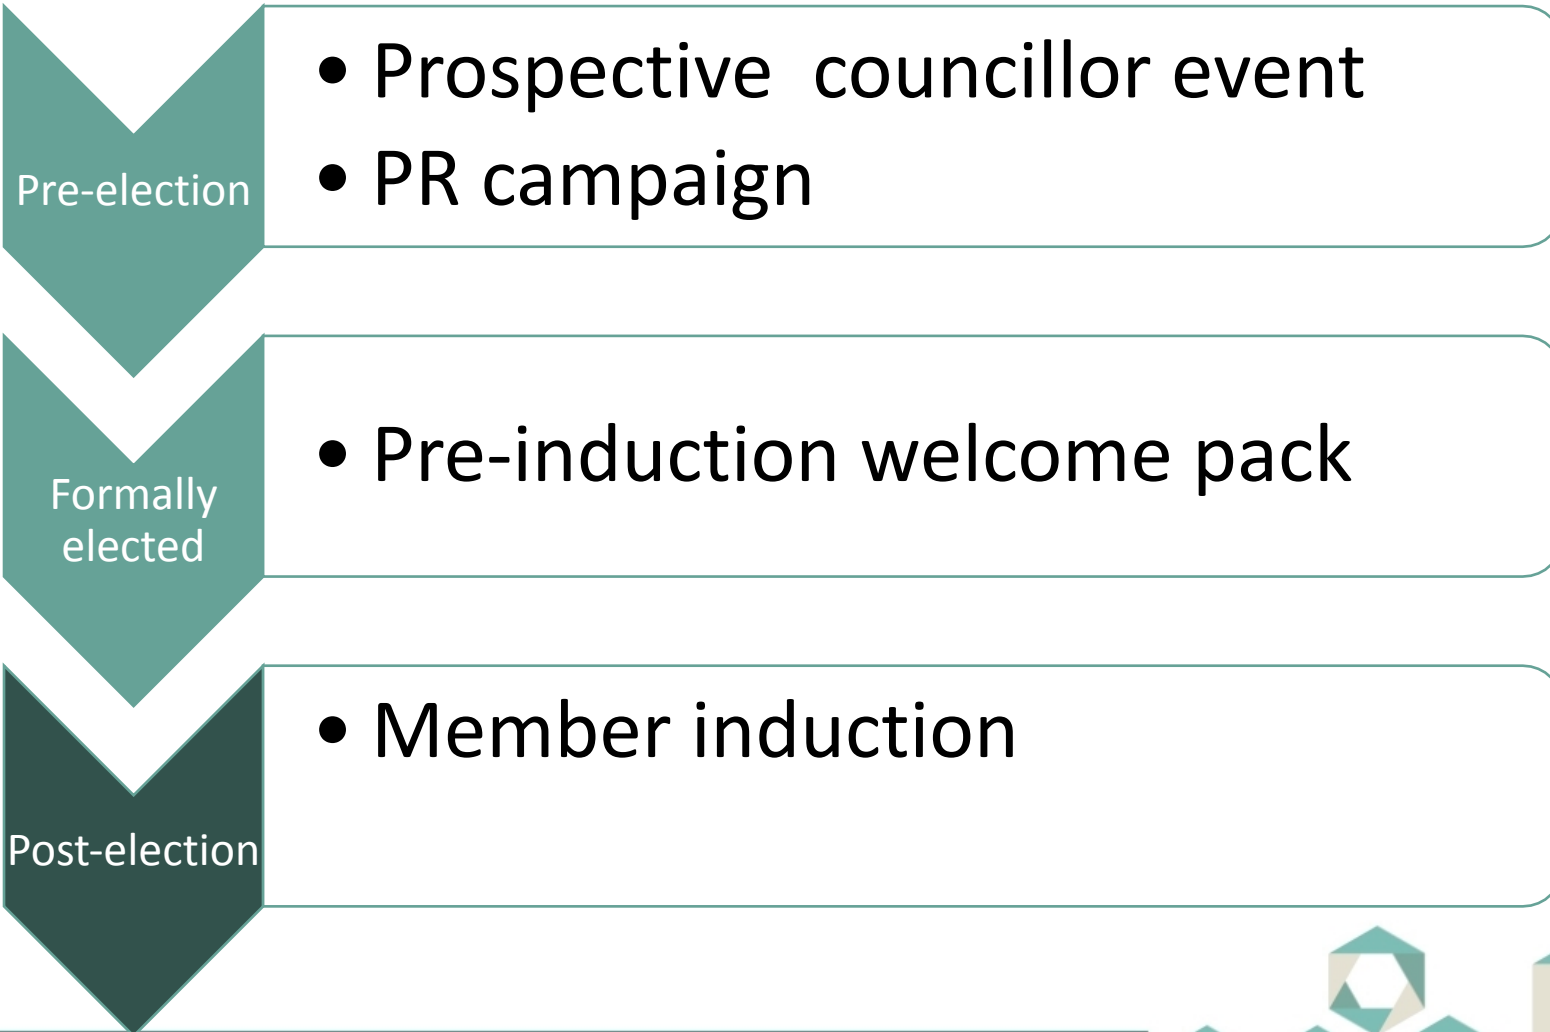 Pre-election
• Prospective  councillor event
• PR campaign
Formally
elected
• Pre-induction welcome pack
Post-election
• Member induction